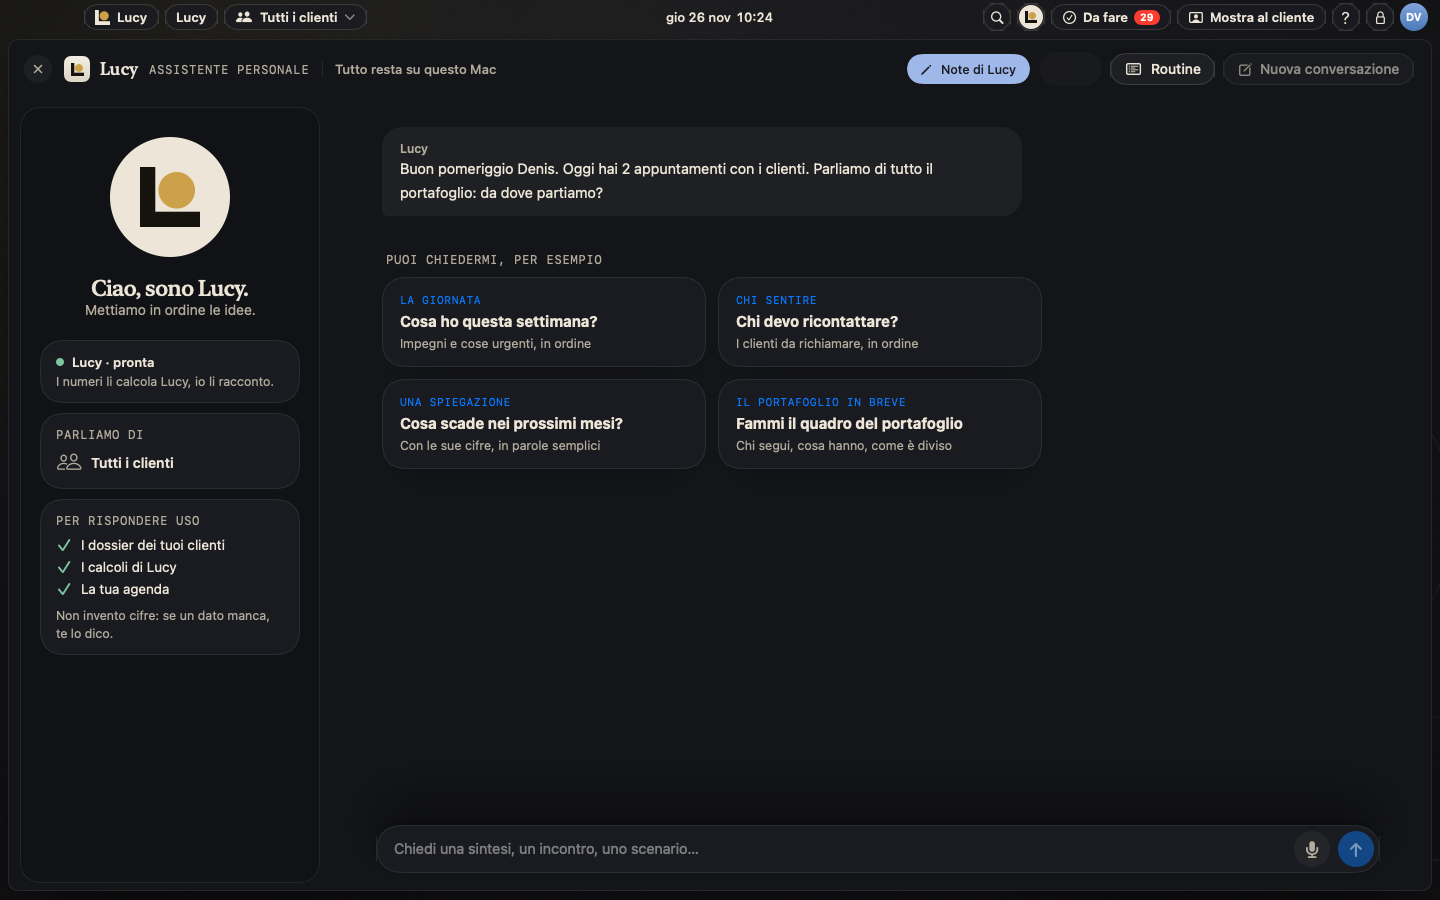 Lucy
Lucy
Tutti i clienti
gio 26 nov 10:24
Da fare 29
Mostra al cliente
?
DV
Lucy ASSISTENTE PERSONALE
Tutto resta su questo Mac
Note di Lucy
Routine
Nuova conversazione
Ciao, sono Lucy.
Mettiamo in ordine le idee.
Lucy · pronta
I numeri li calcola Lucy, io li racconto.
PARLIAMO DI
Tutti i clienti
PER RISPONDERE USO
I dossier dei tuoi clienti
I calcoli di Lucy
La tua agenda
Non invento cifre: se un dato manca,
te lo dico.
Lucy
Buon pomeriggio Denis. Oggi hai 2 appuntamenti con i clienti. Parliamo di tutto il
portafoglio: da dove partiamo?
PUOI CHIEDERMI, PER ESEMPIO
LA GIORNATA
Cosa ho questa settimana?
Impegni e cose urgenti, in ordine
CHI SENTIRE
Chi devo ricontattare?
I clienti da richiamare, in ordine
UNA SPIEGAZIONE
Cosa scade nei prossimi mesi?
Con le sue cifre, in parole semplici
IL PORTAFOGLIO IN BREVE
Fammi il quadro del portafoglio
Chi segui, cosa hanno, come è diviso
Chiedi una sintesi, un incontro, uno scenario...